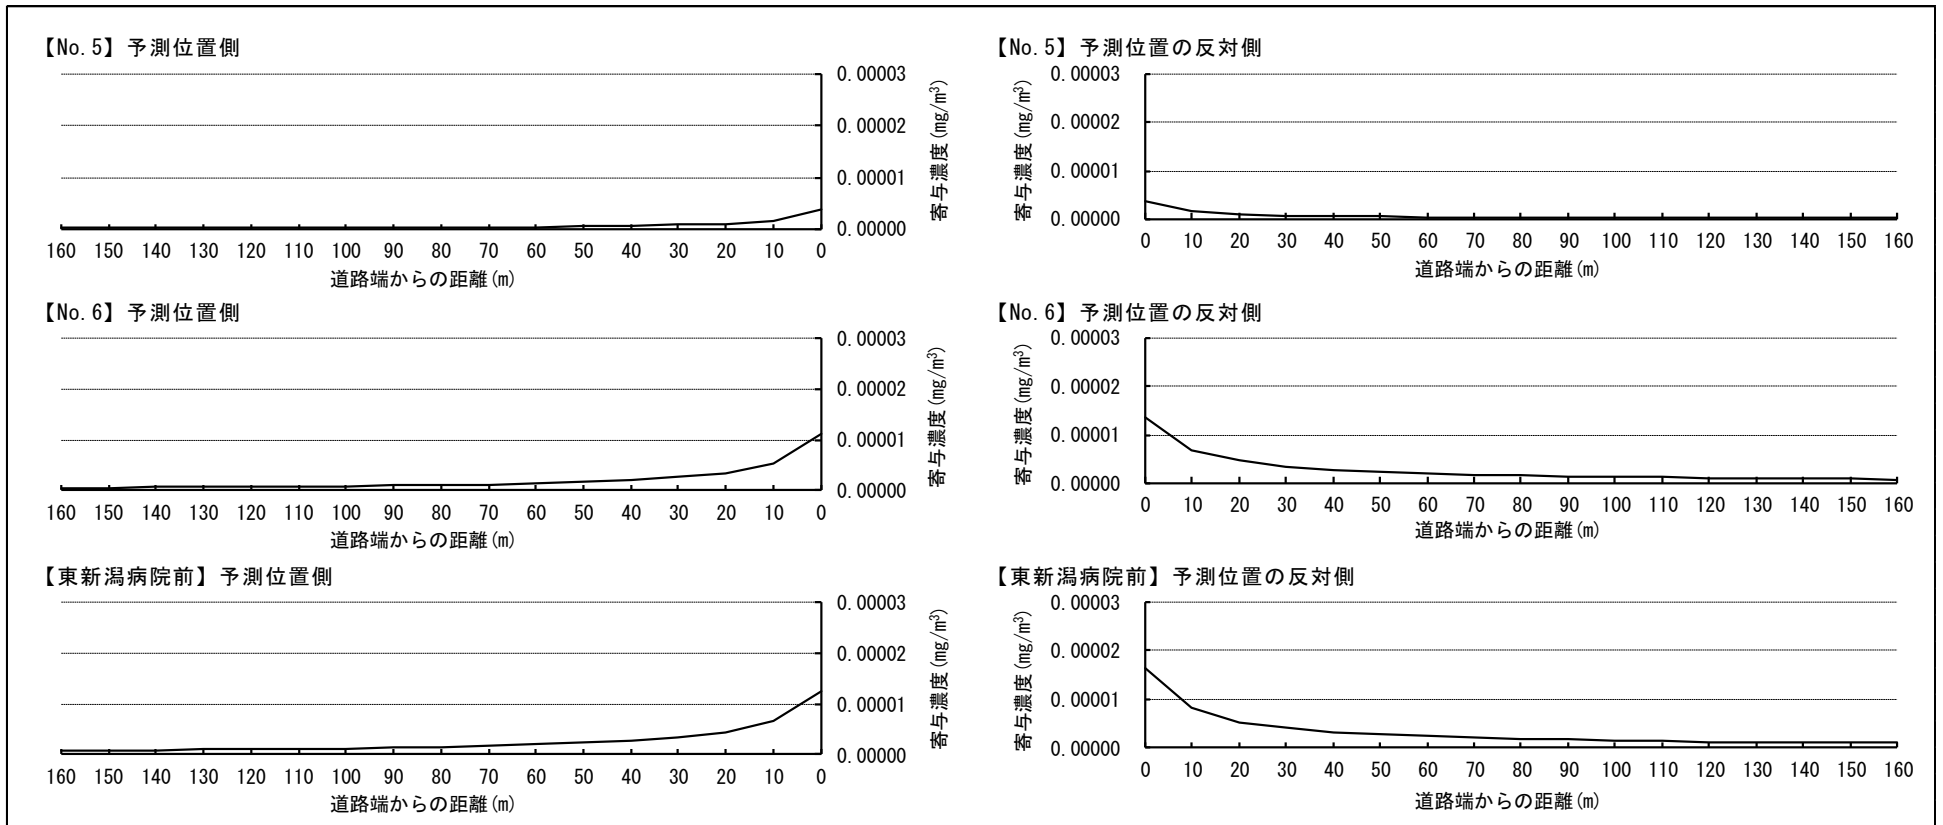 【No.5】予測位置側
0.00003
0.00002
0.00001
0.00000
寄与濃度(mg/m³)
160 150 140 130 120 110 100 90 80 70 60 50 40 30 20 10 0
道路端からの距離(m)
【No.5】予測位置の反対側
0.00003
0.00002
0.00001
0.00000
寄与濃度(mg/m³)
0 10 20 30 40 50 60 70 80 90 100 110 120 130 140 150 160
道路端からの距離(m)
【No.6】予測位置側
0.00003
0.00002
0.00001
0.00000
寄与濃度(mg/m³)
160 150 140 130 120 110 100 90 80 70 60 50 40 30 20 10 0
道路端からの距離(m)
【No.6】予測位置の反対側
0.00003
0.00002
0.00001
0.00000
寄与濃度(mg/m³)
0 10 20 30 40 50 60 70 80 90 100 110 120 130 140 150 160
道路端からの距離(m)
【東新潟病院前】予測位置側
0.00003
0.00002
0.00001
0.00000
寄与濃度(mg/m³)
160 150 140 130 120 110 100 90 80 70 60 50 40 30 20 10 0
道路端からの距離(m)
【東新潟病院前】予測位置の反対側
0.00003
0.00002
0.00001
0.00000
寄与濃度(mg/m³)
0 10 20 30 40 50 60 70 80 90 100 110 120 130 140 150 160
道路端からの距離(m)